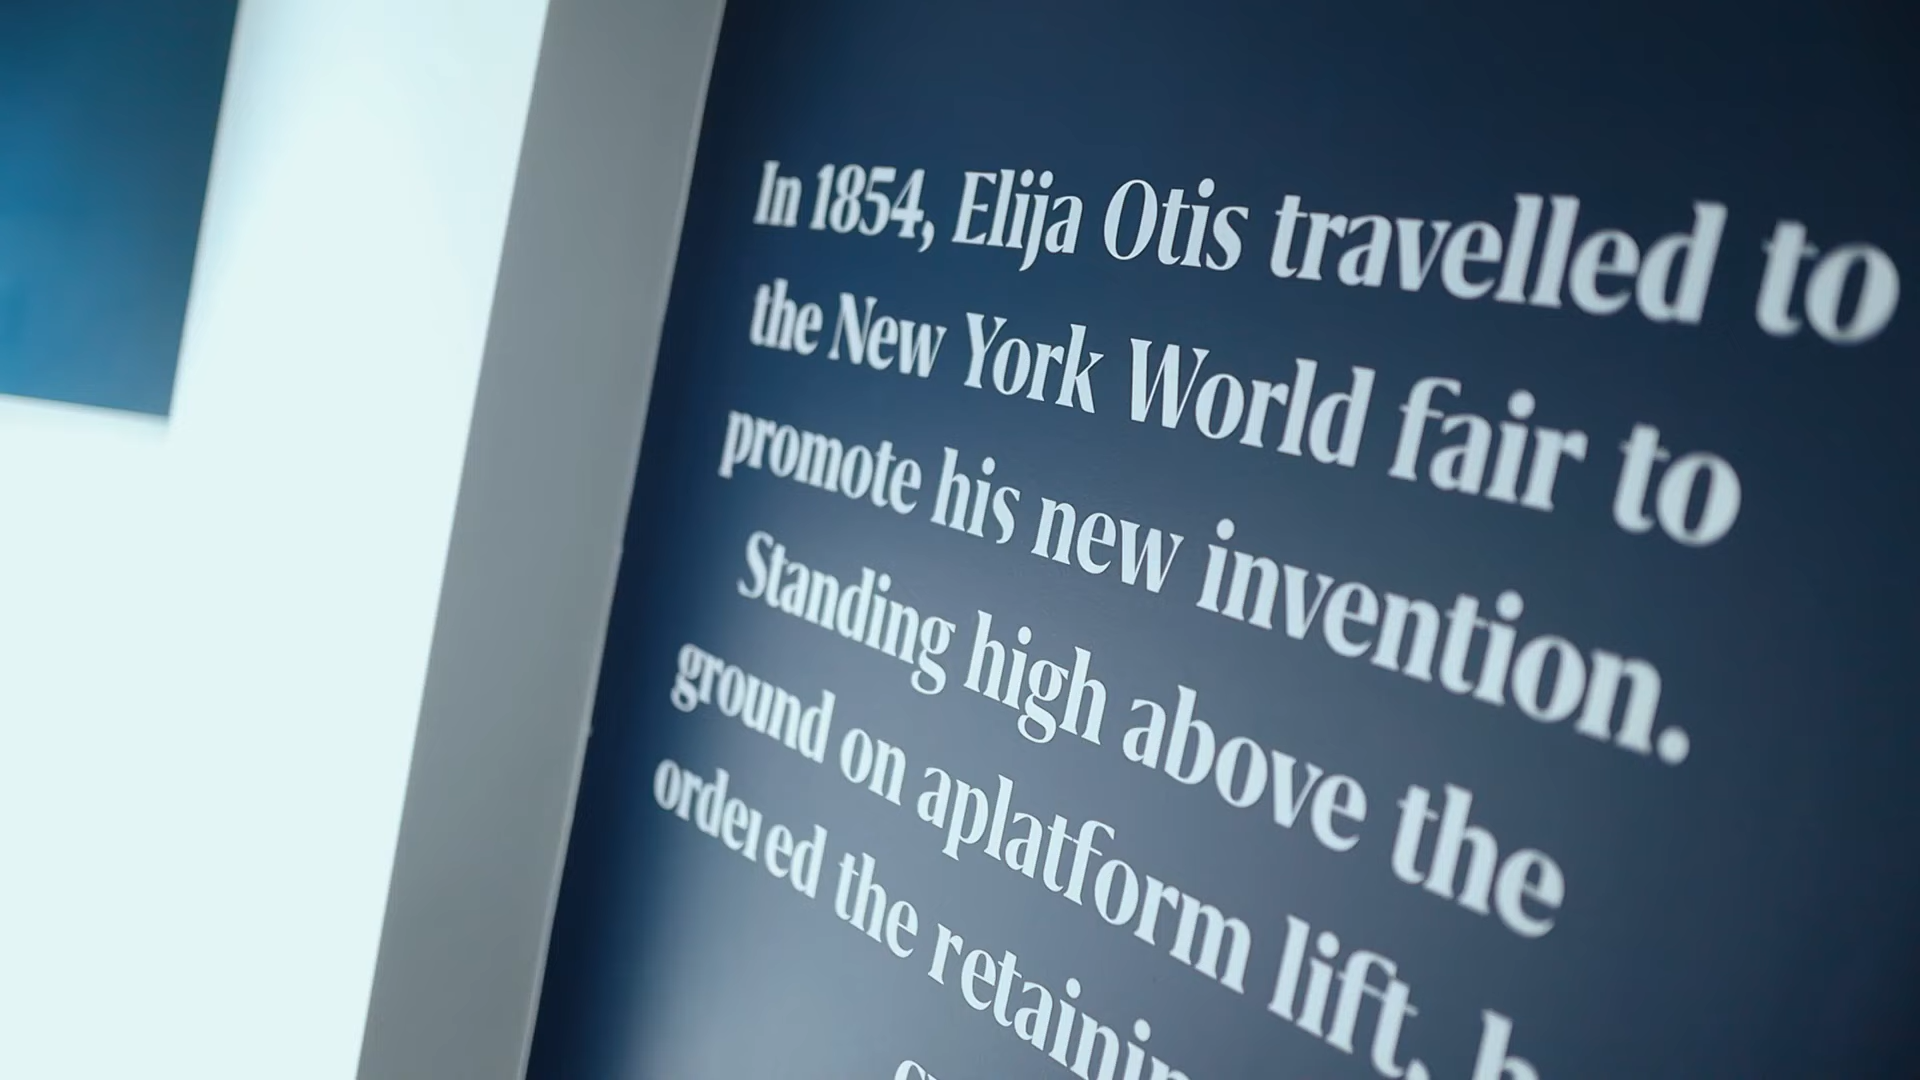 In 1854, Elija Otis travelled to
the New York World fair to
promote his new invention.
Standing high above the
ground on aplatform lift,
ordered the